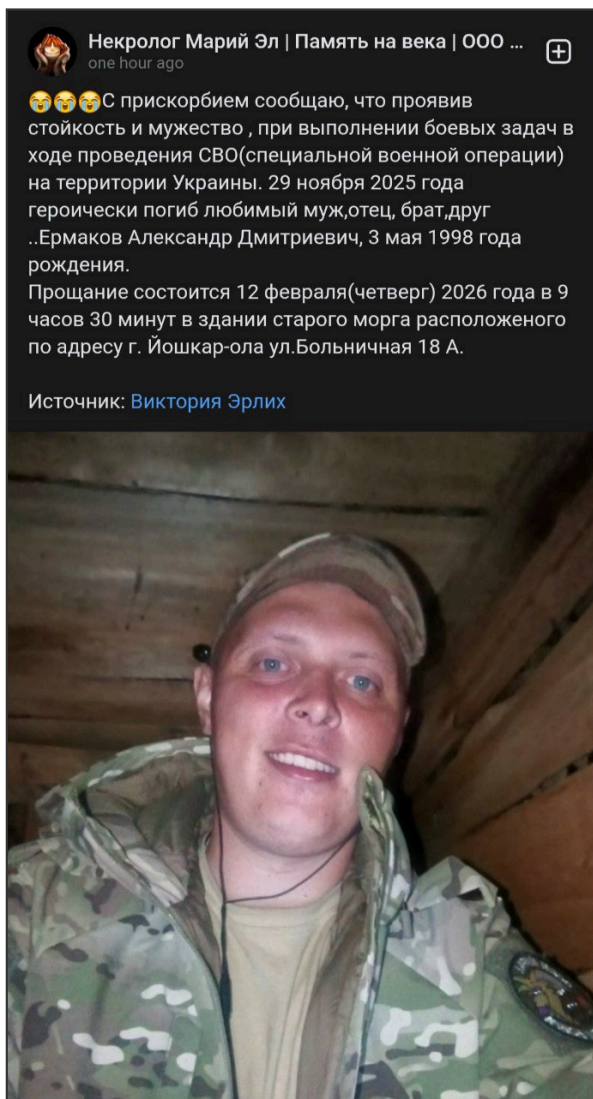 Некролог Марий Эл | Память на века | ООО ...
one hour ago
😭😭😭С прискорбием сообщаю, что проявив
стойкость и мужество , при выполнении боевых задач в
ходе проведения СВО(специальной военной операции)
на территории Украины. 29 ноября 2025 года
героически погиб любимый муж,отец, брат,друг
..Ермаков Александр Дмитриевич, 3 мая 1998 года
рождения.
Прощание состоится 12 февраля(четверг) 2026 года в 9
часов 30 минут в здании старого морга расположеного
по адресу г. Йошкар-ола ул.Больничная 18 А.
Источник: Виктория Эрлих